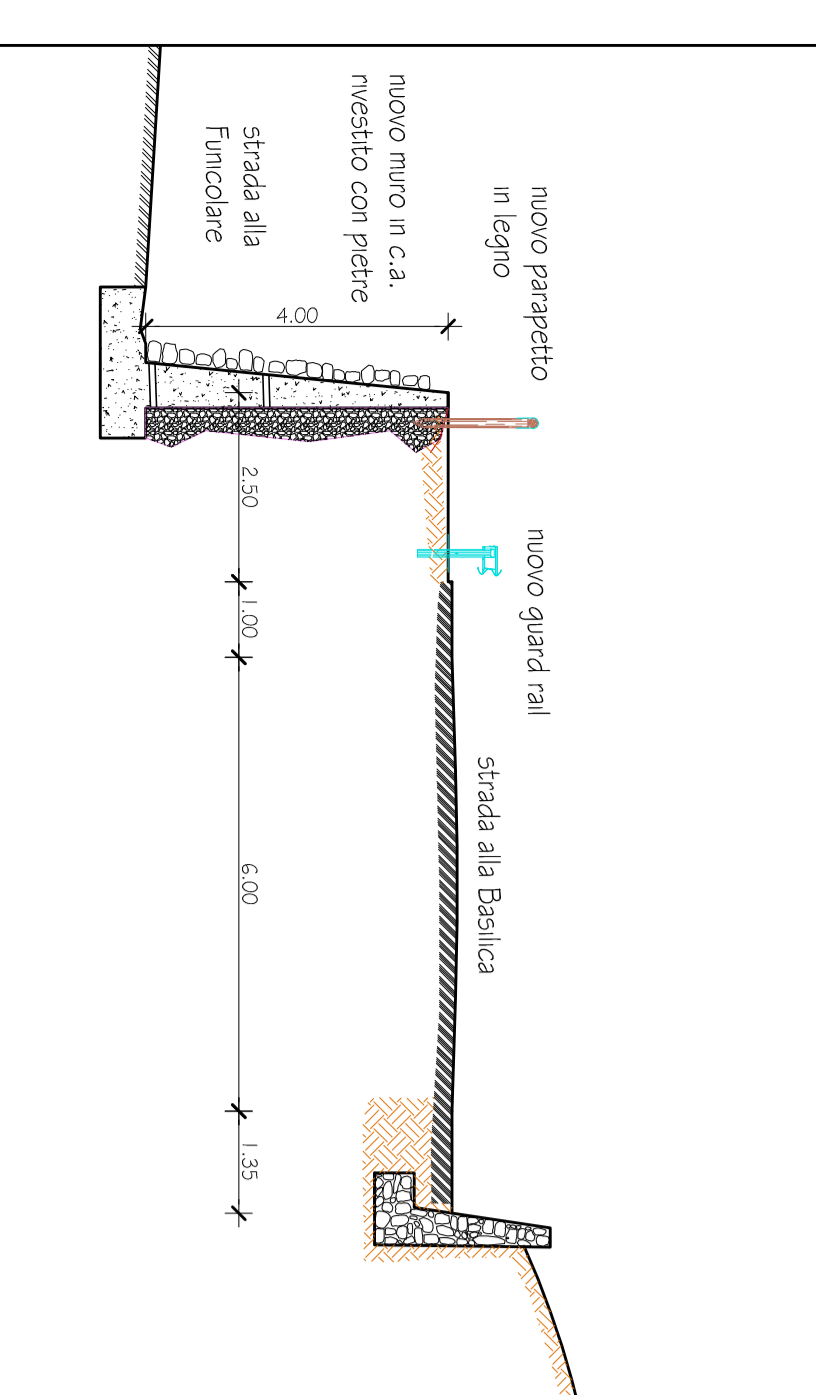 nuovo parapetto
in legno
nuovo muro in c.a.
rivestito con pietre
strada alla
Funicolare
nuovo guard rail
strada alla Basilica
4.00
2.50
1.00
6.00
1.35